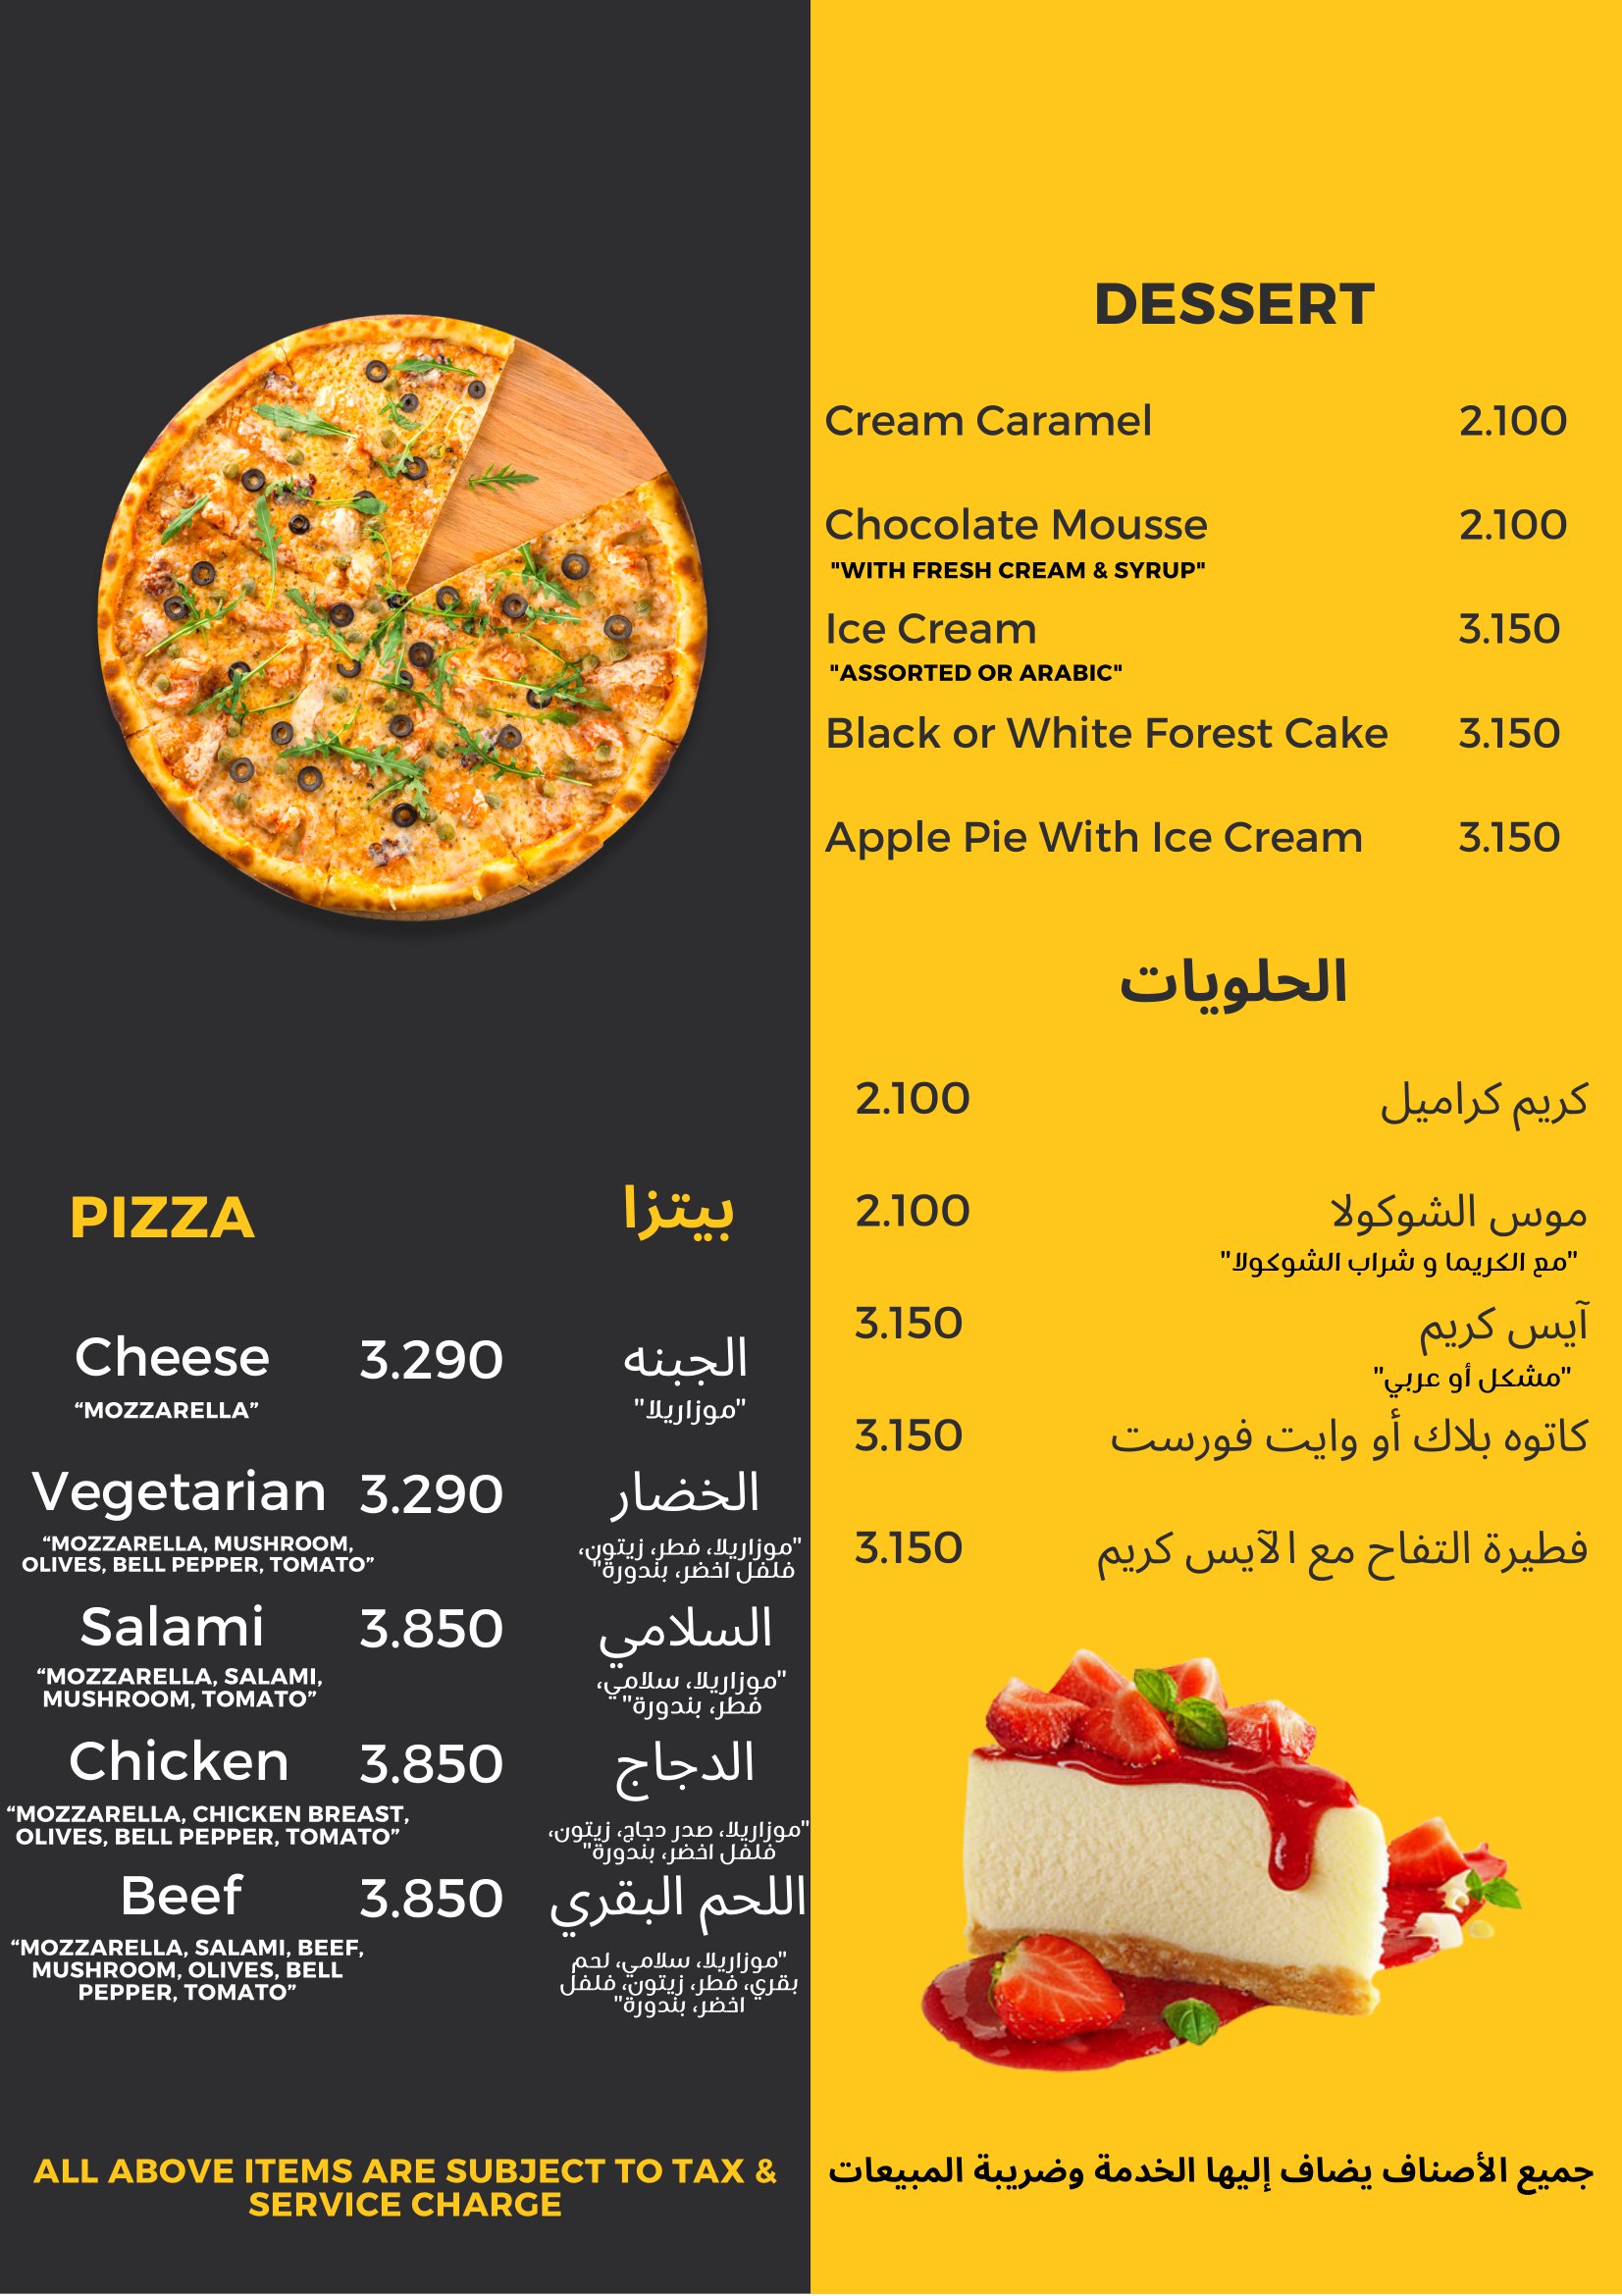 PIZZA
بيتزا
Cheese 3.290 الجبنه
“MOZZARELLA”
"موزاريلا"
Vegetarian 3.290 الخضار
“MOZZARELLA, MUSHROOM,
OLIVES, BELL PEPPER, TOMATO”
"موزاريلا، فطر، زيتون،
فلفل اخضر، بندورة"
Salami 3.850 السلامي
“MOZZARELLA, SALAMI,
MUSHROOM, TOMATO”
"موزاريلا، سلامي،
فطر، بندورة"
Chicken 3.850 الدجاج
“MOZZARELLA, CHICKEN BREAST,
OLIVES, BELL PEPPER, TOMATO”
"موزاريلا، صدر دجاج، زيتون،
فلفل اخضر، بندورة"
Beef 3.850 اللحم البقري
“MOZZARELLA, SALAMI, BEEF,
MUSHROOM, OLIVES, BELL
PEPPER, TOMATO”
"موزاريلا، سلامي، لحم
بقري، فطر، زيتون، فلفل
اخضر، بندورة"
ALL ABOVE ITEMS ARE SUBJECT TO TAX &
SERVICE CHARGE
DESSERT
Cream Caramel 2.100
Chocolate Mousse 2.100
"WITH FRESH CREAM & SYRUP"
Ice Cream 3.150
"ASSORTED OR ARABIC"
Black or White Forest Cake 3.150
Apple Pie With Ice Cream 3.150
الحلويات
كريم كراميل 2.100
موس الشوكولا 2.100
"مع الكريما و شراب الشوكولا"
آيس كريم 3.150
"مشكل أو عربي"
كاتوه بلاك أو وايت فورست 3.150
فطيرة التفاح مع الآيس كريم 3.150
جميع الأصناف يضاف إليها الخدمة وضريبة المبيعات